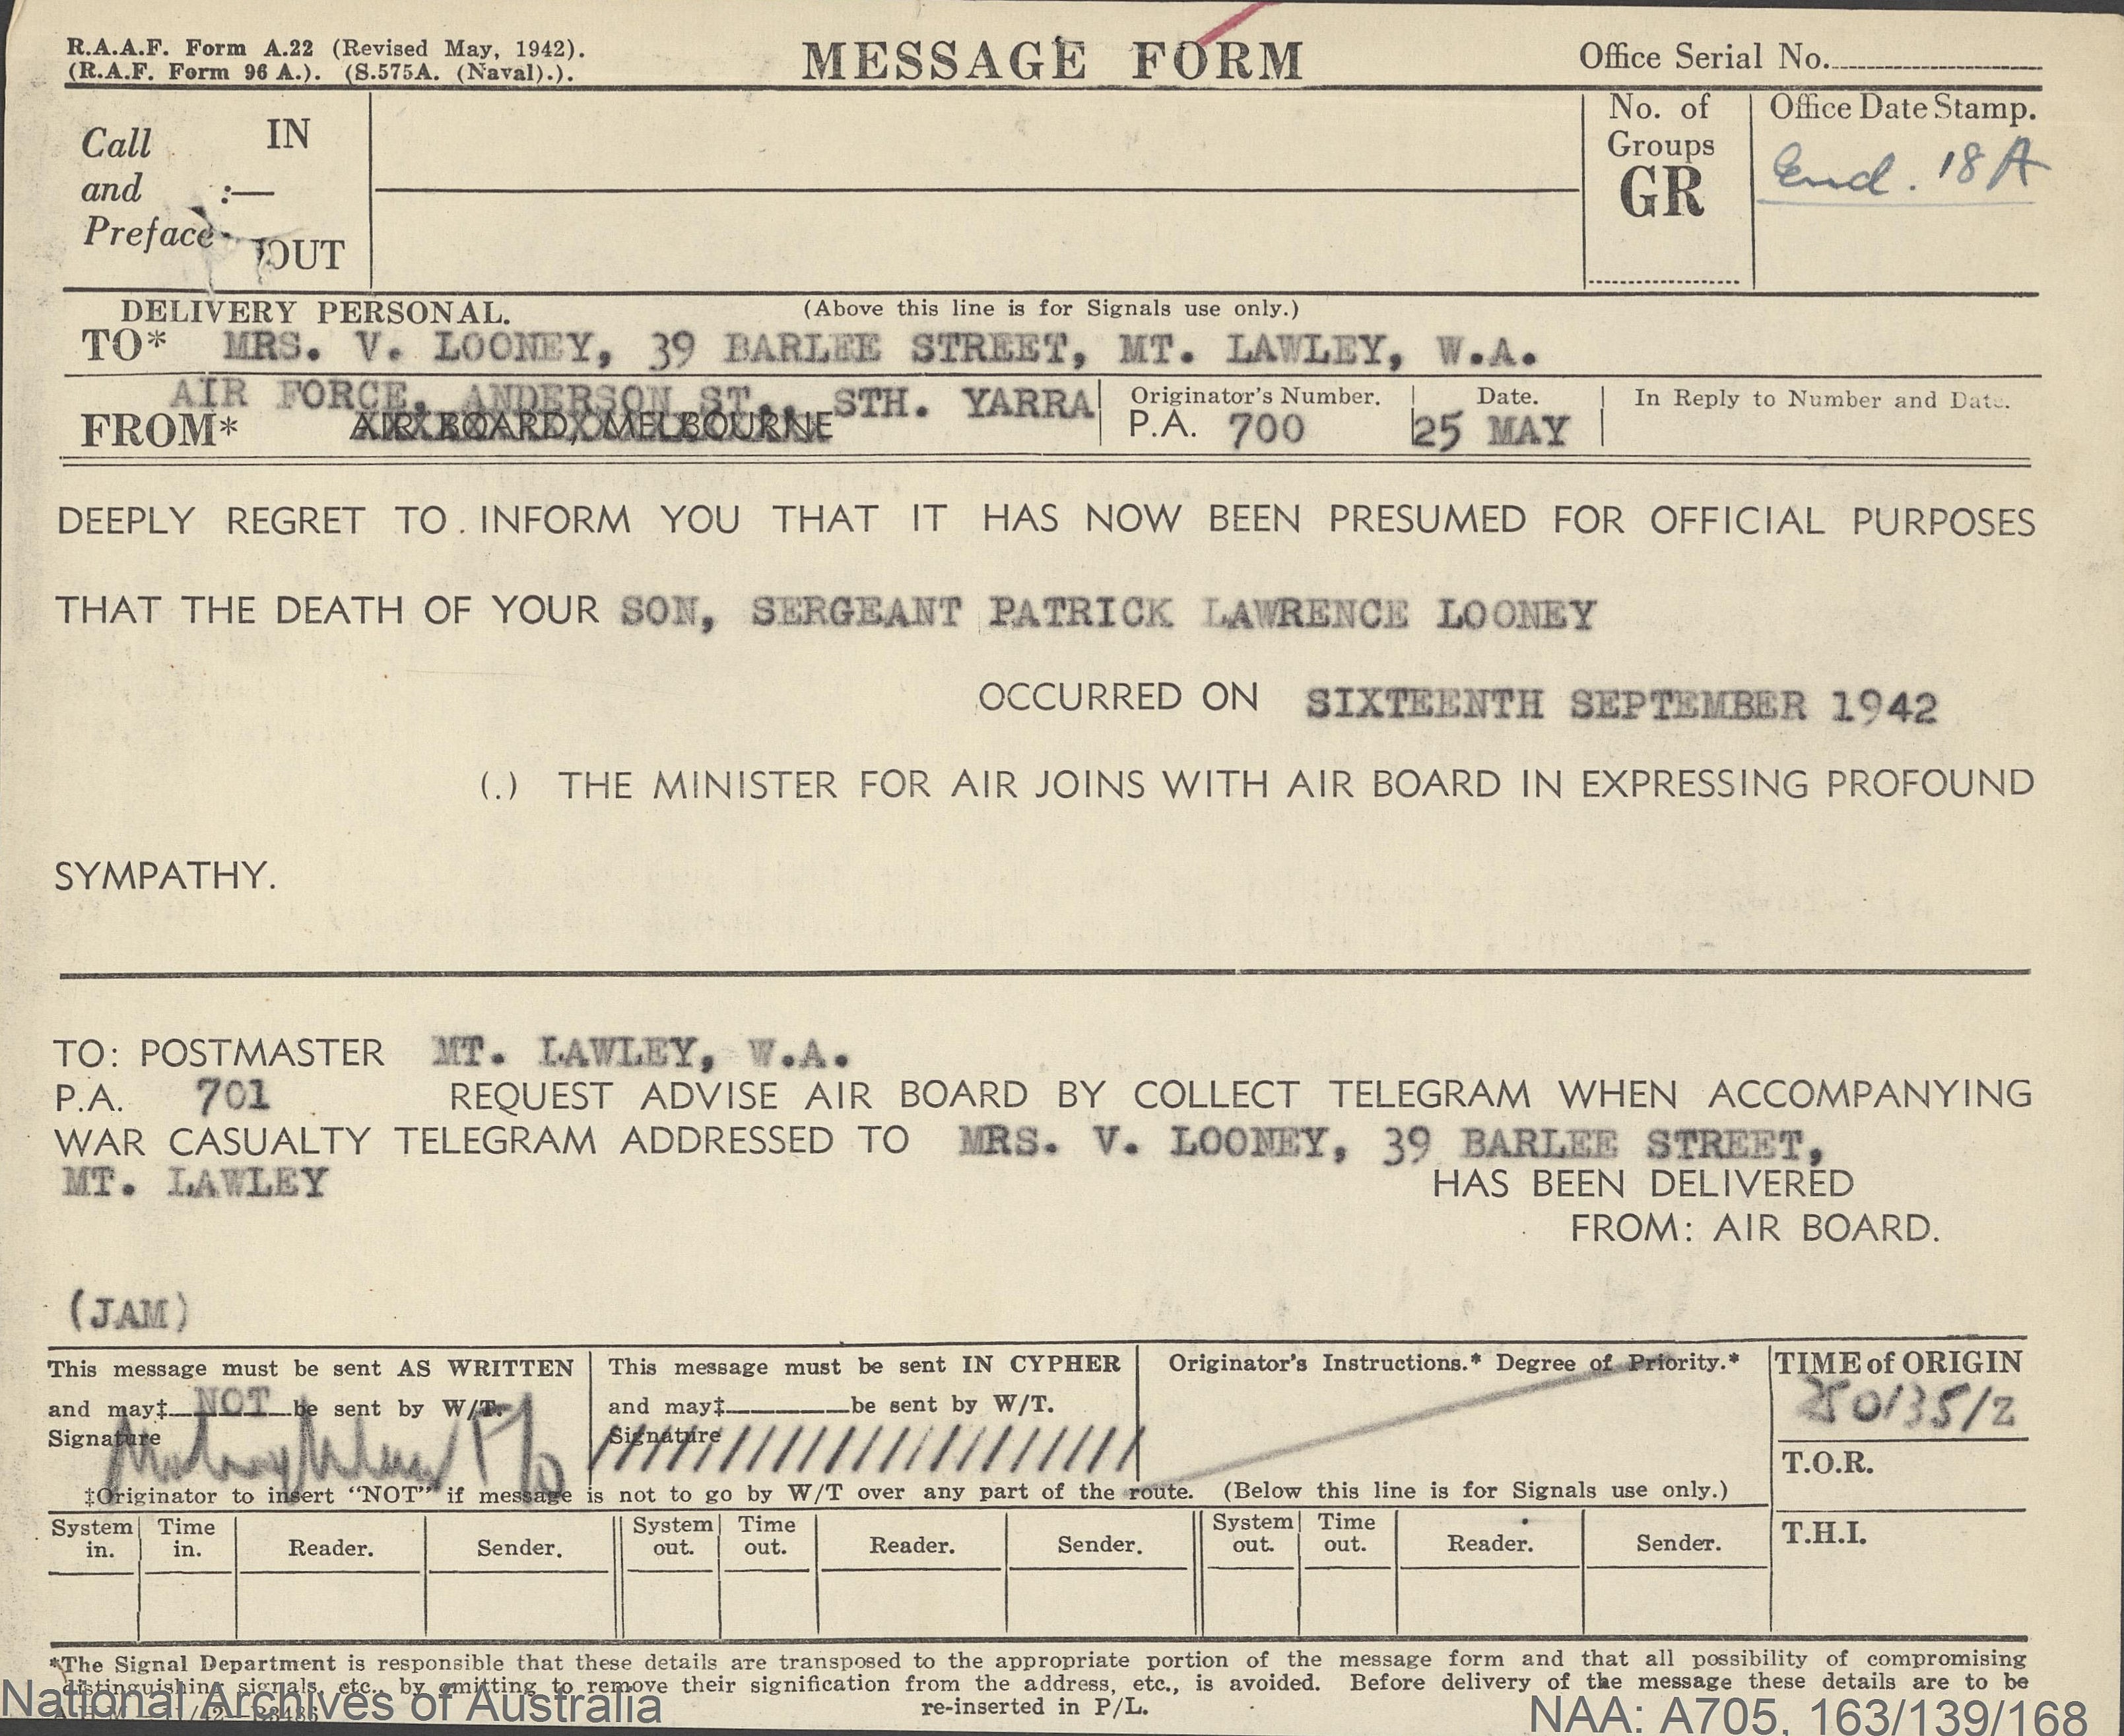 R.A.A.F. Form A.22 (Revised May, 1942).
(R.A.F. Form 96 A.). (S.575A. (Naval).).
MESSAGE FORM
Office Serial No.
Call and Preface :—
IN
OUT
No. of Groups GR
Office Date Stamp.
Encl. 18A
DELIVERY PERSONAL.
(Above this line is for Signals use only.)
TO* MRS. V. LOONEY, 39 BARLEE STREET, MT. LAWLEY, W.A.
AIR FORCE, ANDERSON ST., STH. YARRA
FROM* AIR BOARD, MELBOURNE
Originator's Number.
P.A. 700
Date.
25 MAY
In Reply to Number and Date.
DEEPLY REGRET TO . INFORM YOU THAT IT HAS NOW BEEN PRESUMED FOR OFFICIAL PURPOSES
THAT THE DEATH OF YOUR SON, SERGEANT PATRICK LAWRENCE LOONEY
OCCURRED ON SIXTEENTH SEPTEMBER 1942
(.) THE MINISTER FOR AIR JOINS WITH AIR BOARD IN EXPRESSING PROFOUND
SYMPATHY.
TO: POSTMASTER MT. LAWLEY, W.A.
P.A. 701 REQUEST ADVISE AIR BOARD BY COLLECT TELEGRAM WHEN ACCOMPANYING
WAR CASUALTY TELEGRAM ADDRESSED TO MRS. V. LOONEY, 39 BARLEE STREET,
MT. LAWLEY
HAS BEEN DELIVERED
FROM: AIR BOARD.
(JAM)
This message must be sent AS WRITTEN
and may‡ NOT be sent by W/T.
Signature
This message must be sent IN CYPHER
and may‡ be sent by W/T.
Signature
Originator's Instructions.* Degree of Priority.*
TIME of ORIGIN
250135/Z
T.O.R.
T.H.I.
‡Originator to insert "NOT" if message is not to go by W/T over any part of the route. (Below this line is for Signals use only.)
System in. Time in. Reader. Sender. System out. Time out. Reader. Sender. System out. Time out. Reader. Sender.
*The Signal Department is responsible that these details are transposed to the appropriate portion of the message form and that all possibility of compromising
distinguishing signals, etc., by omitting to remove their signification from the address, etc., is avoided. Before delivery of the message these details are to be
re-inserted in P/L.
National Archives of Australia
NAA: A705, 163/139/168